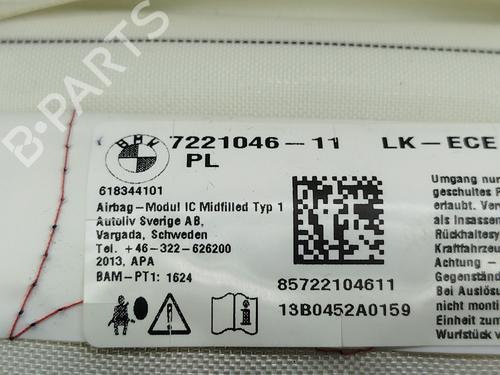 BMW
7221046-11 LK-ECE
PL
618344101
Airbag-Modul IC Midfilled Typ 1
Autoliv Sverige AB,
Vargada, Schweden
Tel. +46-322-626200
2013, APA
BAM-PT1: 1624
85722104611
13B0452A0159
Umgang nur
geschultes
erlaubt.
als Insassen
Rückhaltesy
Kraftfahrzeu
Achtung -
Gegenständ
Bei Auslösu
nicht monti
Einheit zum
Wurfstück v
B-Parts